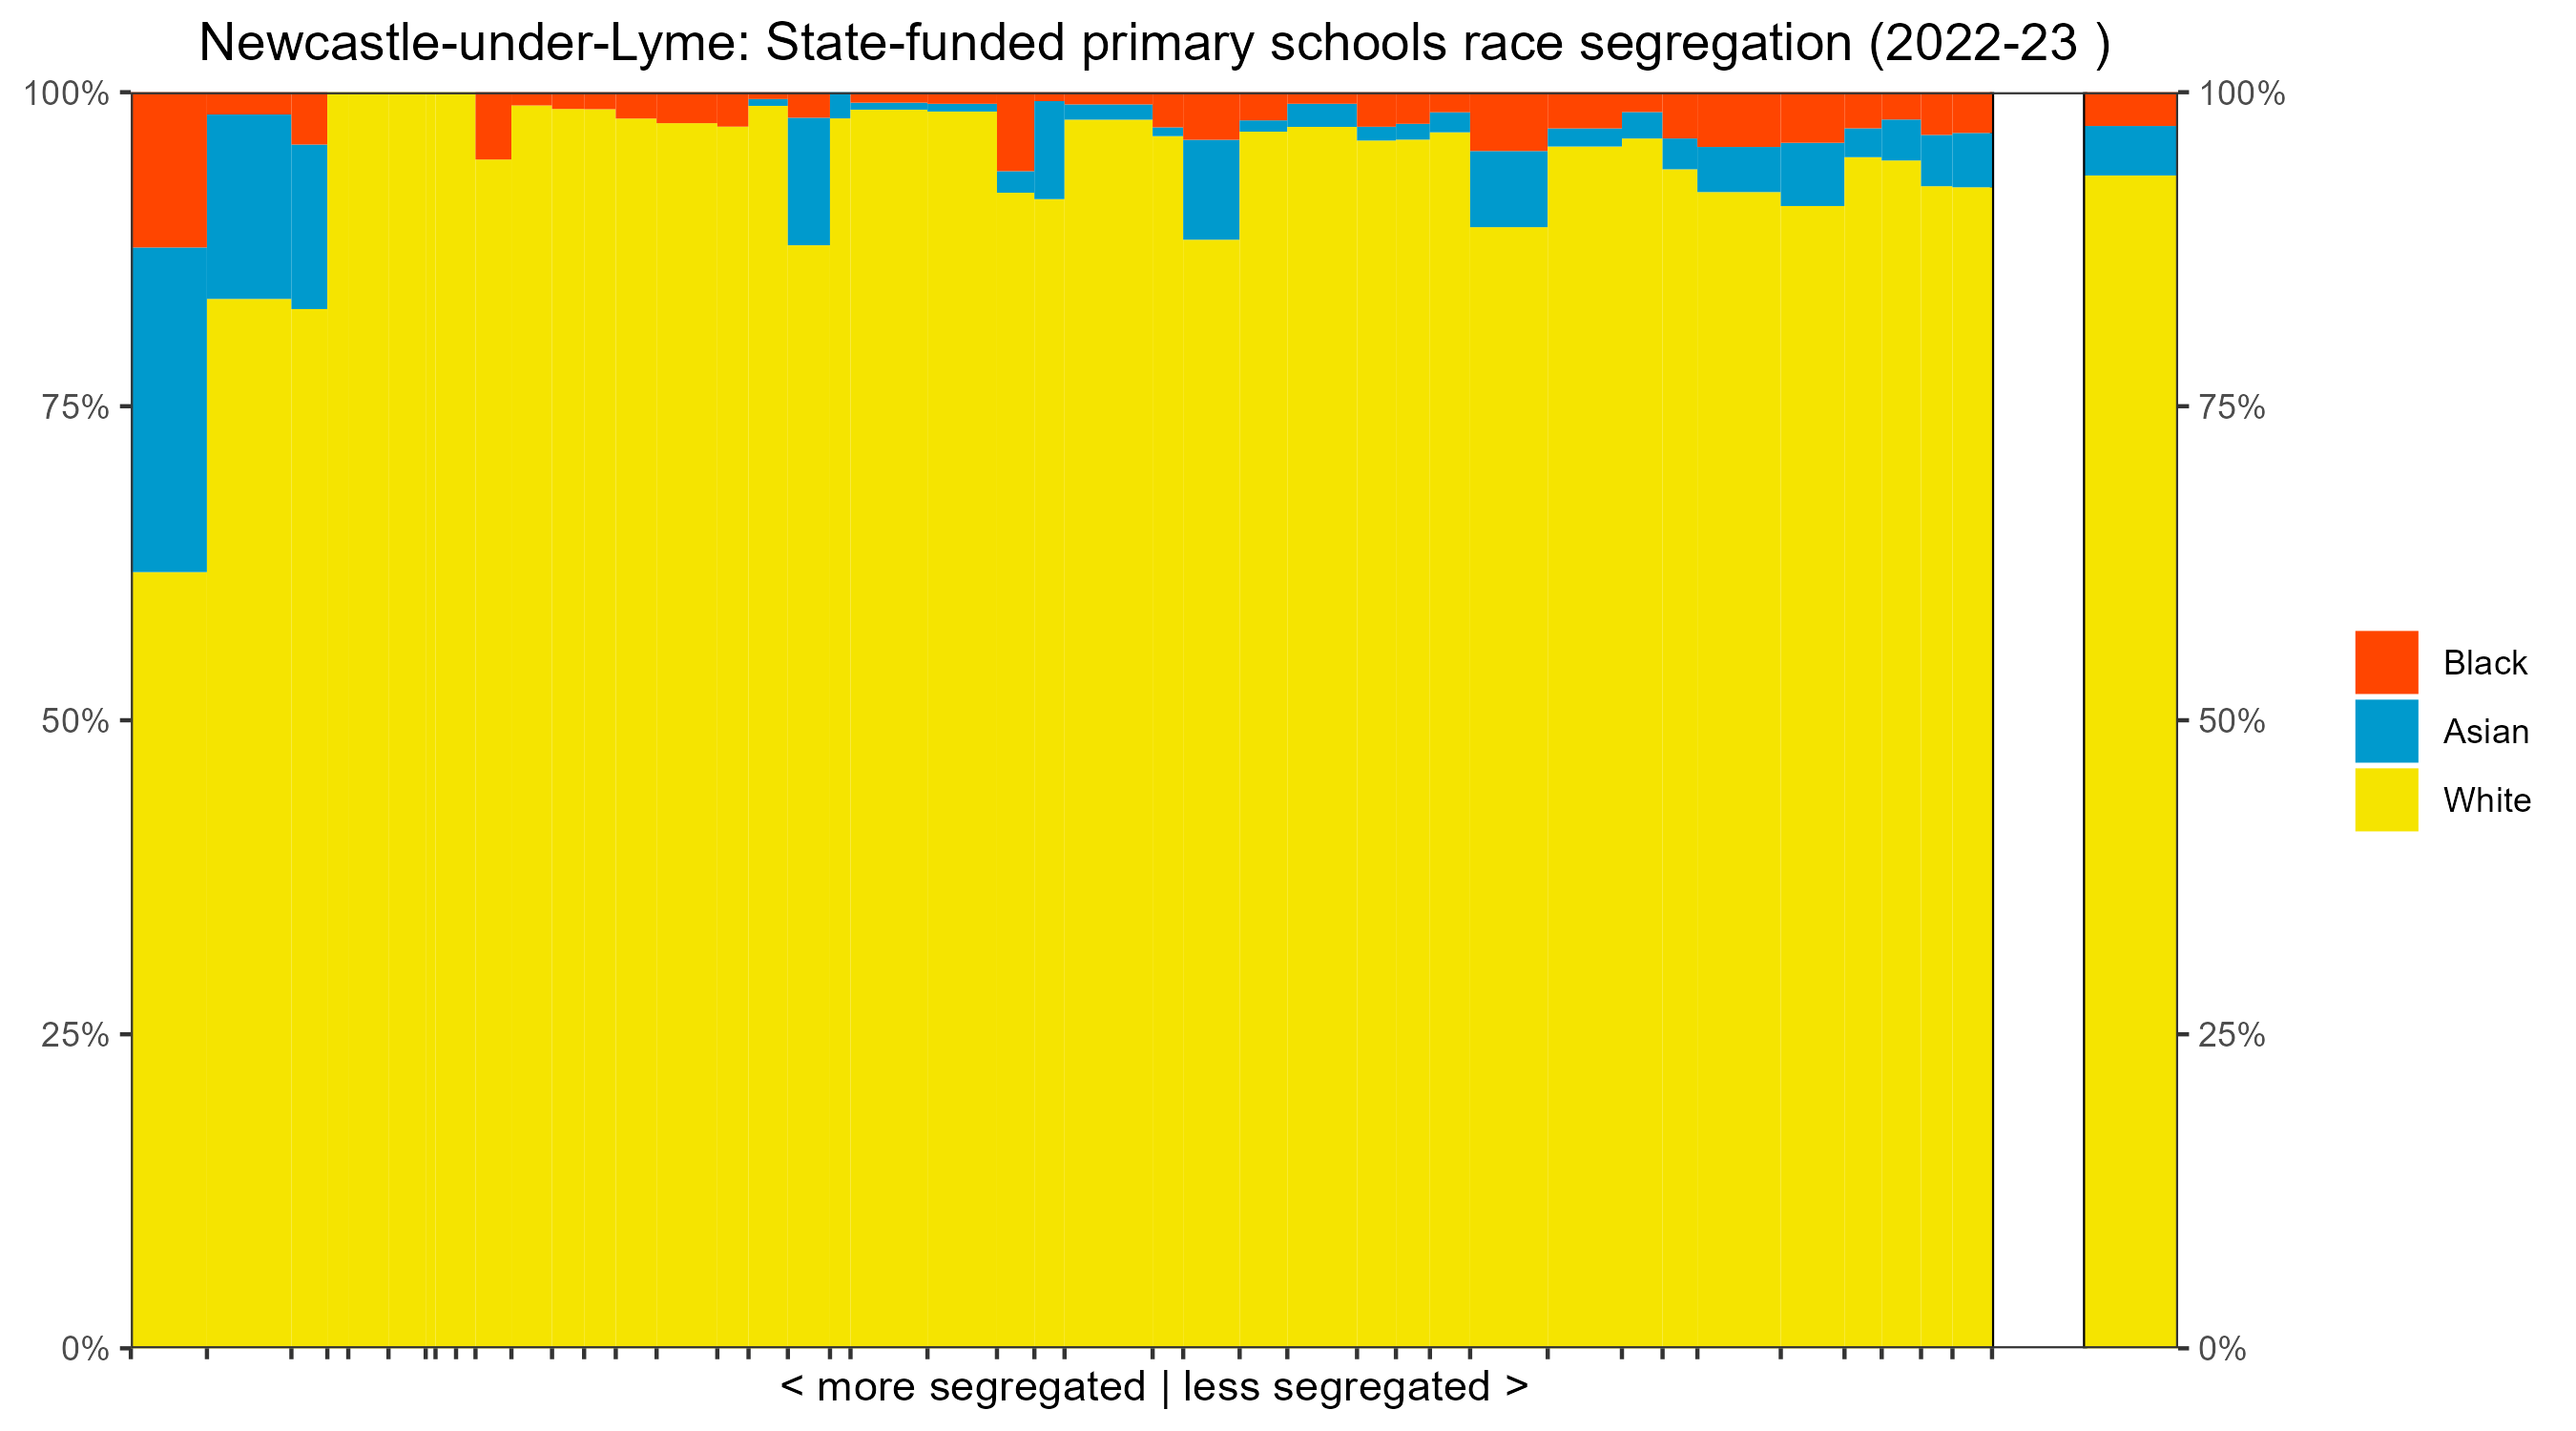 Newcastle-under-Lyme: State-funded primary schools race segregation (2022-23 )
100%
75%
50%
25%
0%
100%
75%
50%
25%
0%
Black
Asian
White
< more segregated | less segregated >